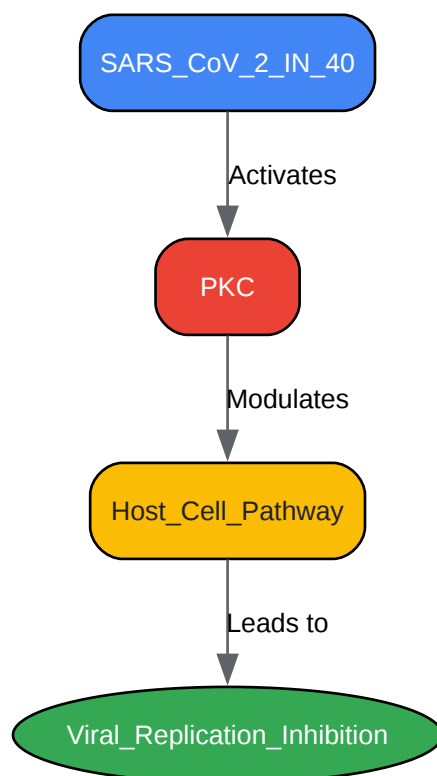 SARS_CoV_2_IN_40
Activates
PKC
Modulates
Host_Cell_Pathway
Leads to
Viral_Replication_Inhibition